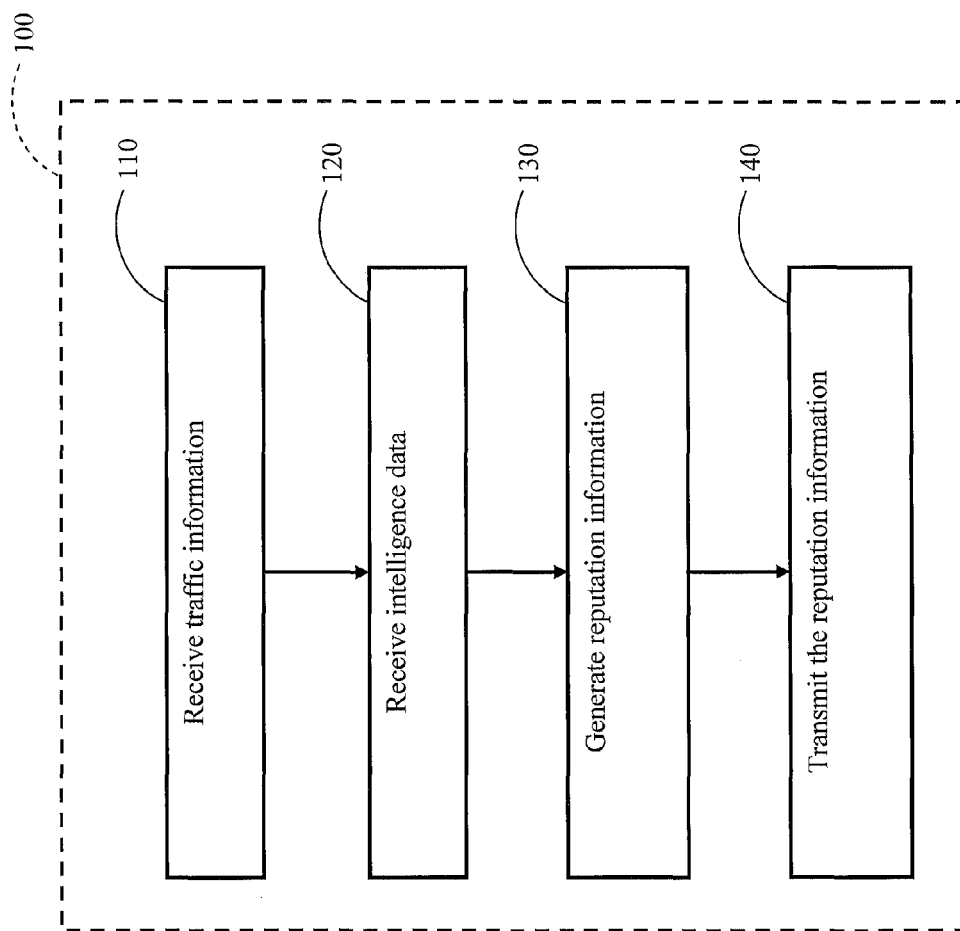 100
110
Receive traffic information
120
Receive intelligence data
130
Generate reputation information
140
Transmit the reputation information